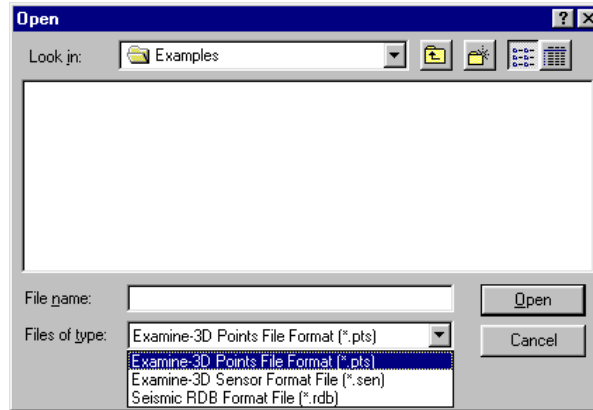 Open
Look in: Examples
File name: Open
Files of type: Examine-3D Points File Format (*.pts) Cancel
Examine-3D Points File Format (*.pts)
Examine-3D Sensor Format File (*.sen)
Seismic RDB Format File (*.rdb)